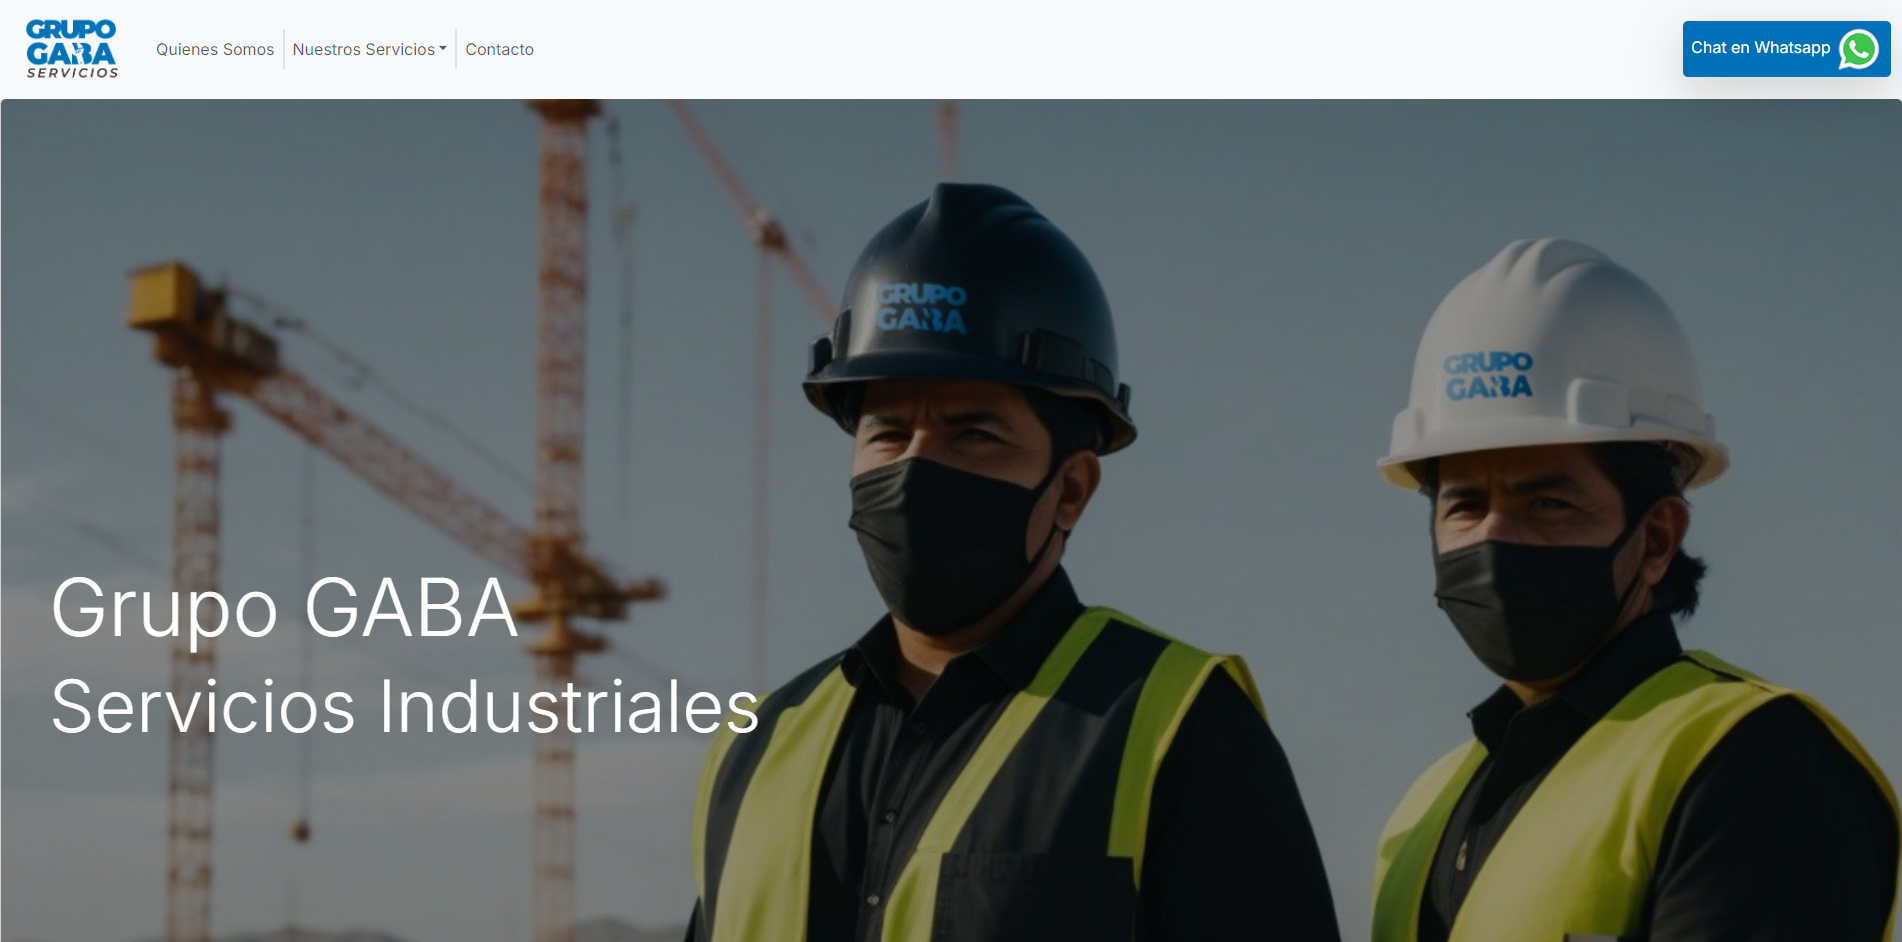 GRUPO
GABA
SERVICIOS
Quienes Somos
Nuestros Servicios
Contacto
Chat en Whatsapp
GRUPO
GABA
GRUPO
GABA
Grupo GABA
Servicios Industriales